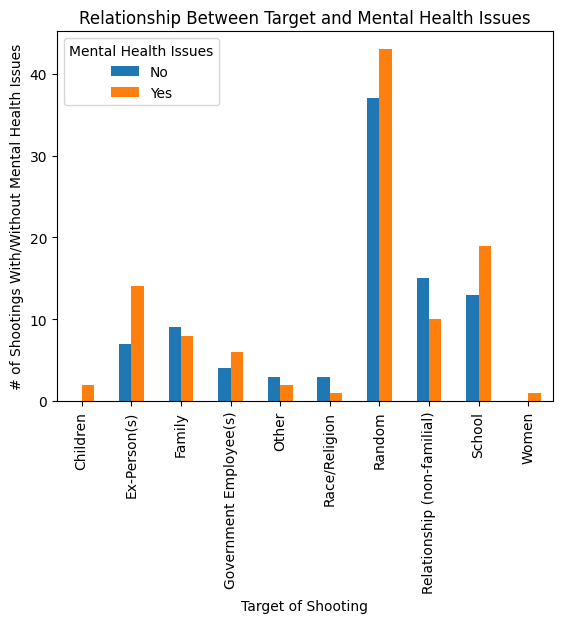 Relationship Between Target and Mental Health Issues
# of Shootings With/Without Mental Health Issues
40
30
20
10
0
Mental Health Issues
No
Yes
Children
Ex-Person(s)
Family
Government Employee(s)
Other
Race/Religion
Random
Relationship (non-familial)
School
Women
Target of Shooting